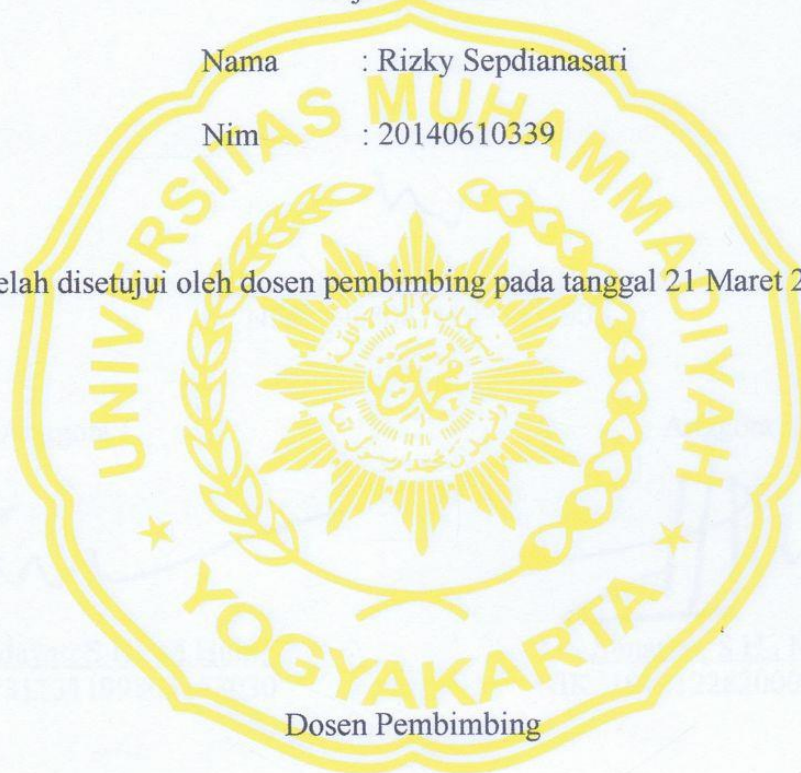 Nama : Rizky Sepdianasari
Nim : 20140610339
elah disetujui oleh dosen pembimbing pada tanggal 21 Maret 2
UNIVERSITAS MUHAMMADIYAH
YOGYAKARTA
Dosen Pembimbing